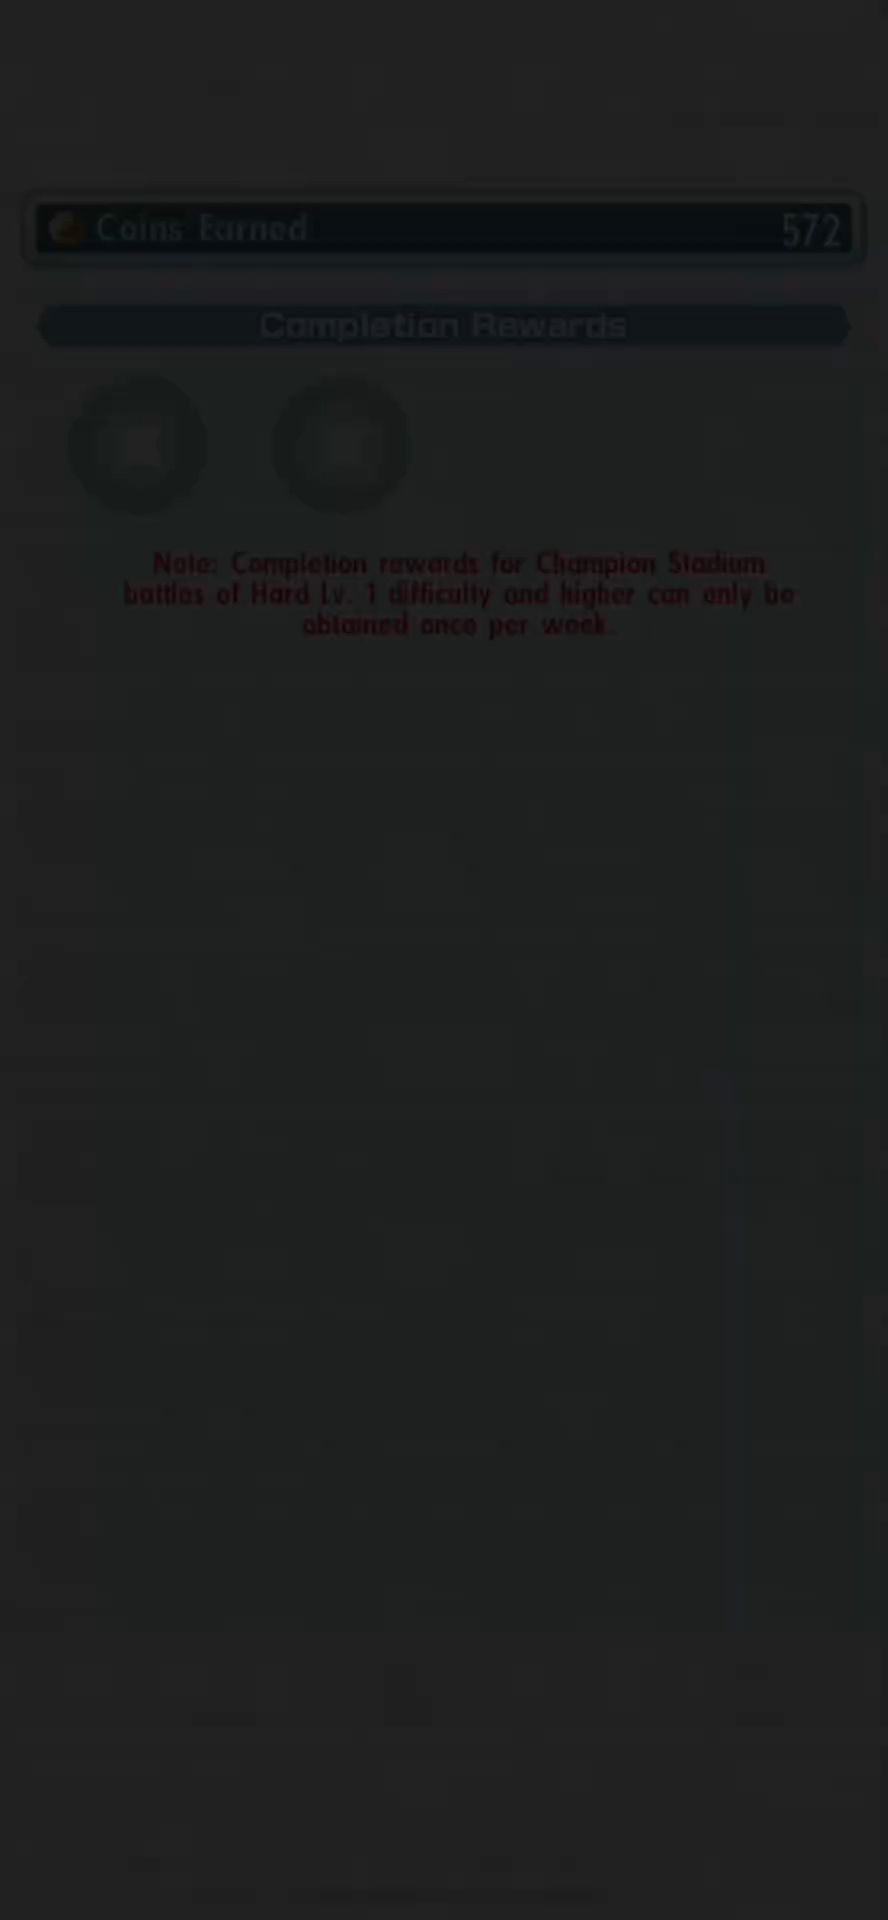 Coins Earned 572
Completion Rewards
Note: Completion rewards for Champion Stadium
battles of Hard Lv. 1 difficulty and higher can only be
obtained once per week.